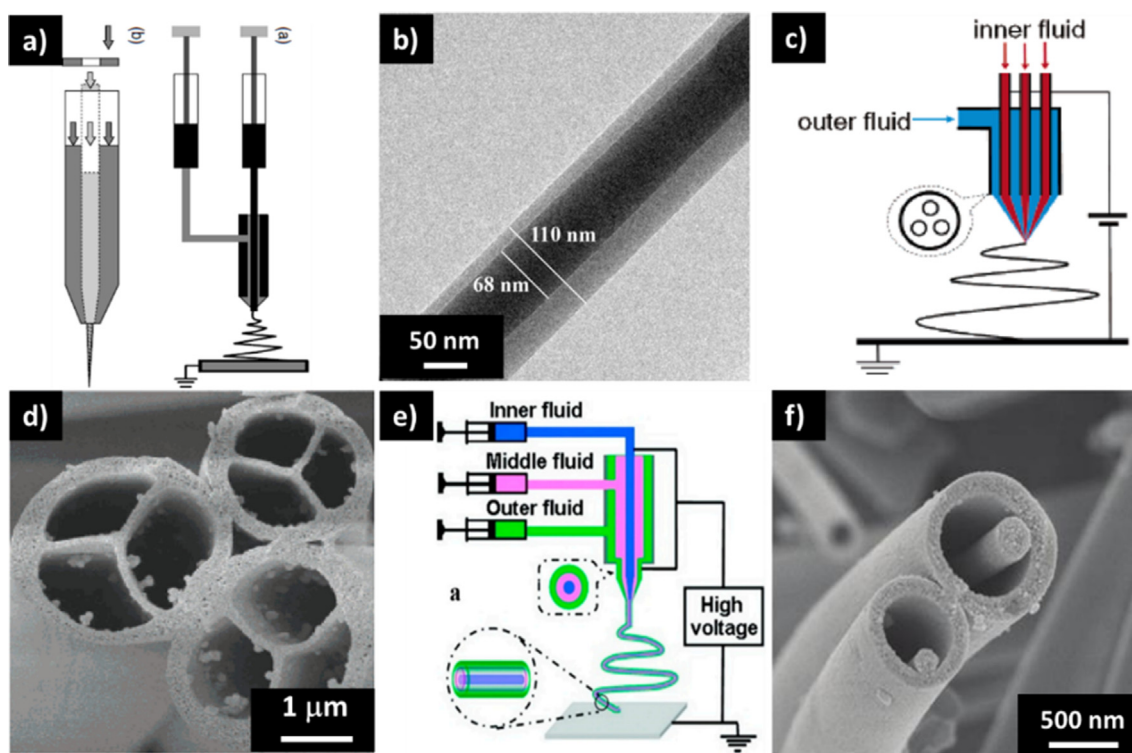 a)
(b)
(a)
b)
110 nm
68 nm
50 nm
c)
inner fluid
outer fluid
d)
1 μm
e)
Inner fluid
Middle fluid
Outer fluid
a
High
voltage
f)
500 nm